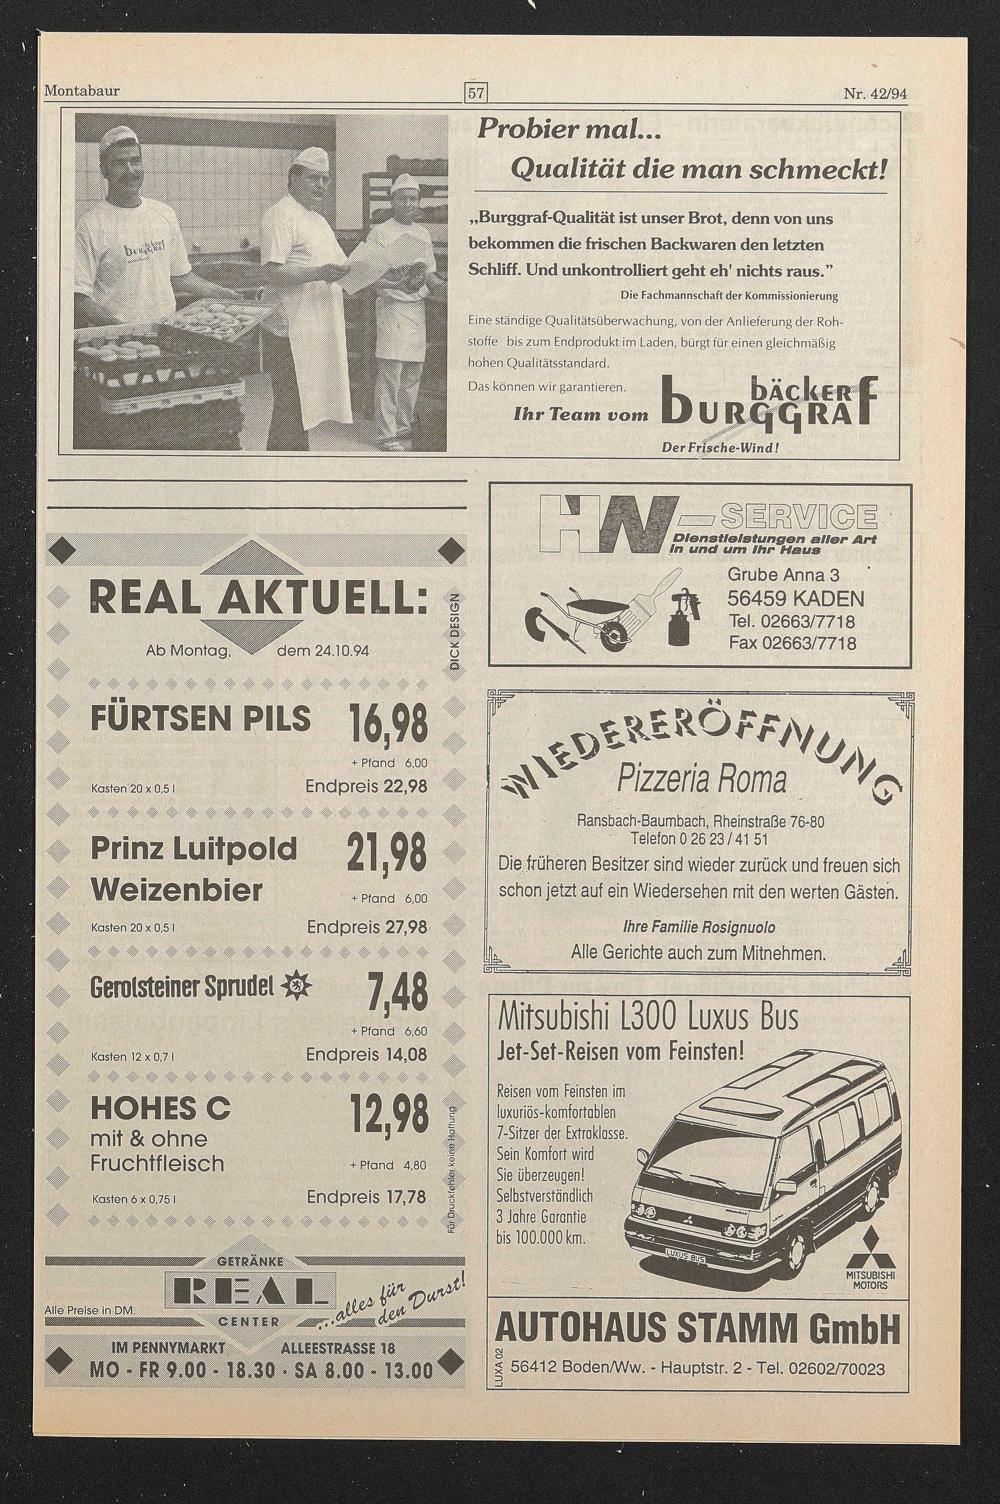 Montabaur
57
Nr. 42/94
Probier mal...
Qualität die man schmeckt!
„Burggraf-Qualität ist unser Brot, denn von uns
bekommen die frischen Backwaren den letzten
Schliff. Und unkontrolliert geht eh' nichts raus.”
Die Fachmannschaft der Kommissionierung
Eine ständige Qualitätsüberwachung, von der Anlieferung der Roh-
stoffe bis zum Endprodukt im Laden, bürgt für einen gleichmäßig
hohen Qualitätsstandard.
Das können wir garantieren.
Ihr Team vom
bäcker
burggraf
Der Frische-Wind!
bäcker
burggraf
REAL AKTUELL:
Ab Montag, dem 24.10.94
DICK DESIGN
FÜRTSEN PILS 16,98
+ Pfand 6,00
Kasten 20 x 0,5 l Endpreis 22,98
Prinz Luitpold 21,98
Weizenbier
+ Pfand 6,00
Kasten 20 x 0,5 l Endpreis 27,98
Gerolsteiner Sprudel 7,48
+ Pfand 6,60
Kasten 12 x 0,7 l Endpreis 14,08
HOHES C 12,98
mit & ohne
Fruchtfleisch
+ Pfand 4,80
Kasten 6 x 0,75 l Endpreis 17,78
Für Druckfehler keine Haftung
GETRÄNKE
REAL
CENTER
...alles für
den Durst!
Alle Preise in DM.
IM PENNYMARKT ALLEESTRASSE 18
MO - FR 9.00 - 18.30 · SA 8.00 - 13.00
HW-SERVICE
Dienstleistungen aller Art
in und um Ihr Haus
Grube Anna 3
56459 KADEN
Tel. 02663/7718
Fax 02663/7718
WIEDERERÖFFNUNG
Pizzeria Roma
Ransbach-Baumbach, Rheinstraße 76-80
Telefon 0 26 23 / 41 51
Die früheren Besitzer sind wieder zurück und freuen sich
schon jetzt auf ein Wiedersehen mit den werten Gästen.
Ihre Familie Rosignuolo
Alle Gerichte auch zum Mitnehmen.
Mitsubishi L300 Luxus Bus
Jet-Set-Reisen vom Feinsten!
Reisen vom Feinsten im
luxuriös-komfortablen
7-Sitzer der Extraklasse.
Sein Komfort wird
Sie überzeugen!
Selbstverständlich
3 Jahre Garantie
bis 100.000 km.
LUXUS BUS
MITSUBISHI
MOTORS
AUTOHAUS STAMM GmbH
LUXA 02
56412 Boden/Ww. - Hauptstr. 2 - Tel. 02602/70023